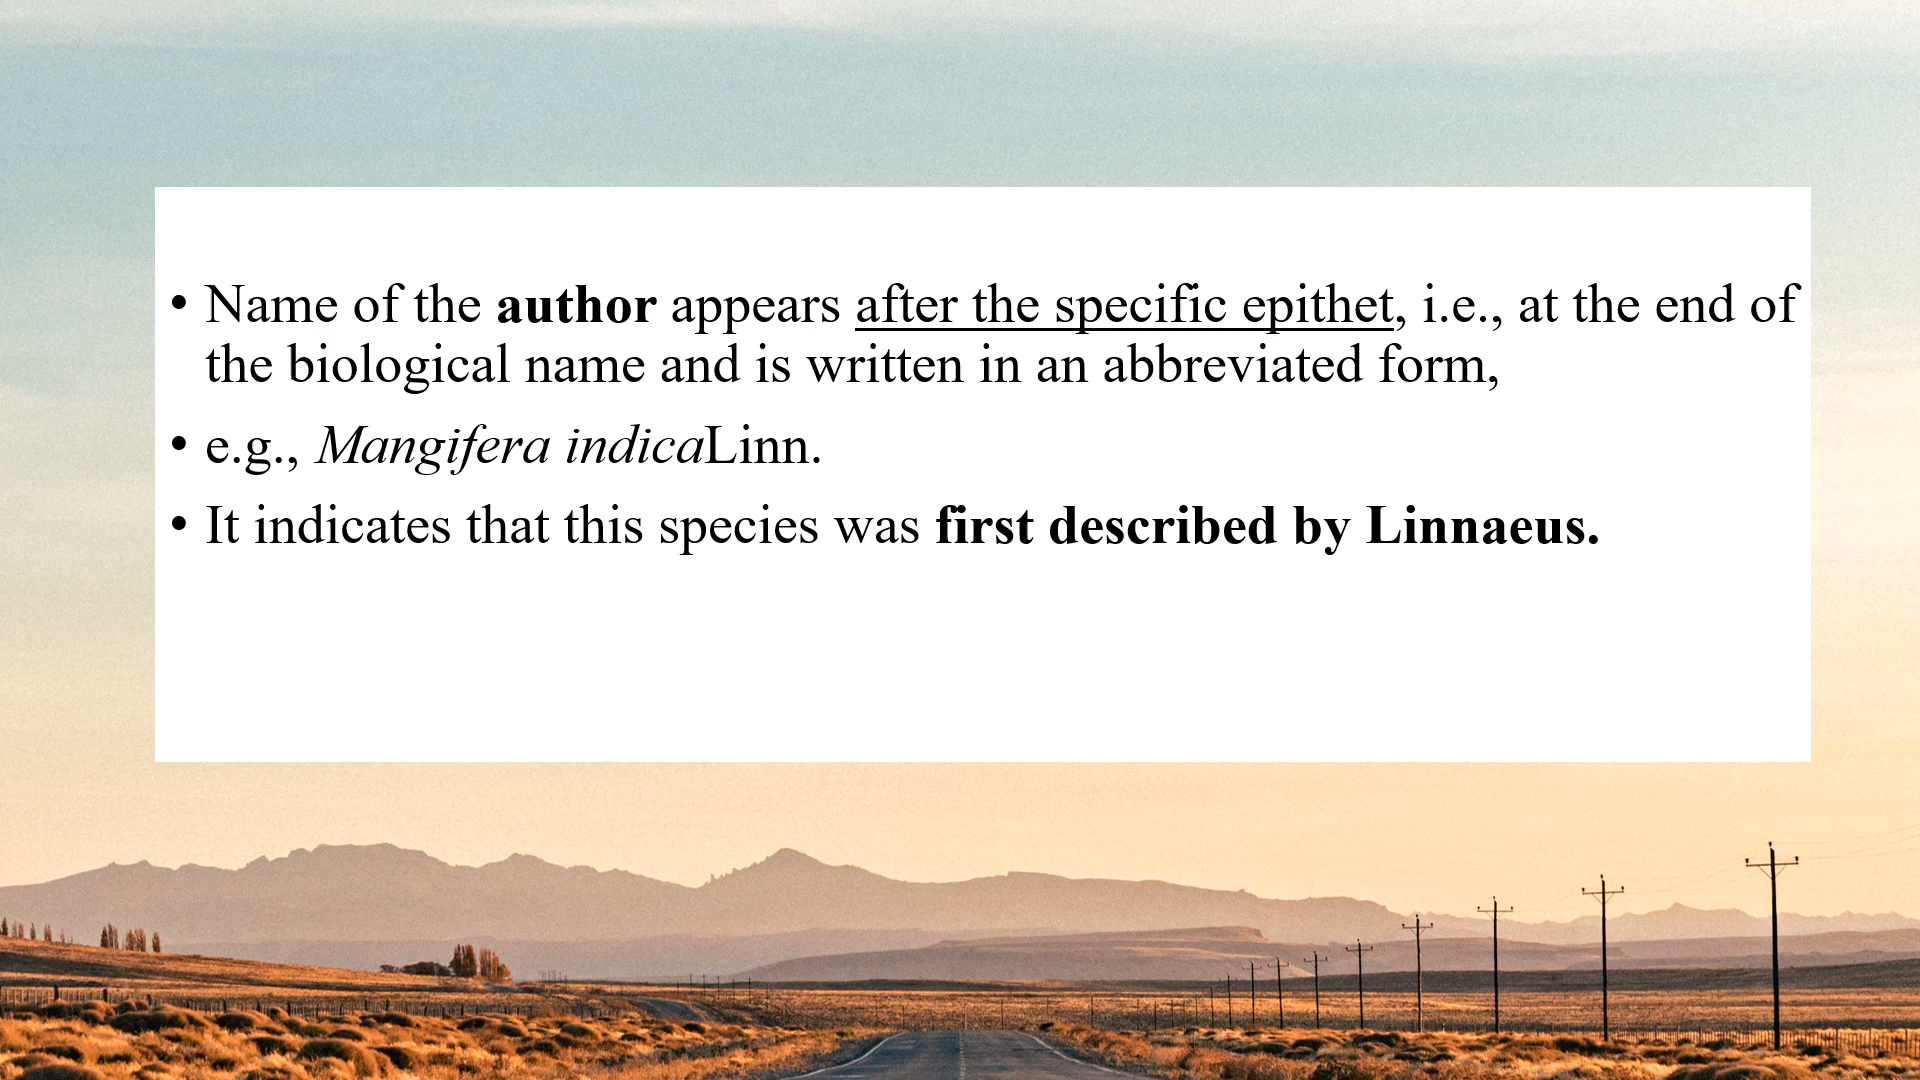 • Name of the author appears after the specific epithet, i.e., at the end of
the biological name and is written in an abbreviated form,
• e.g., Mangifera indicaLinn.
• It indicates that this species was first described by Linnaeus.